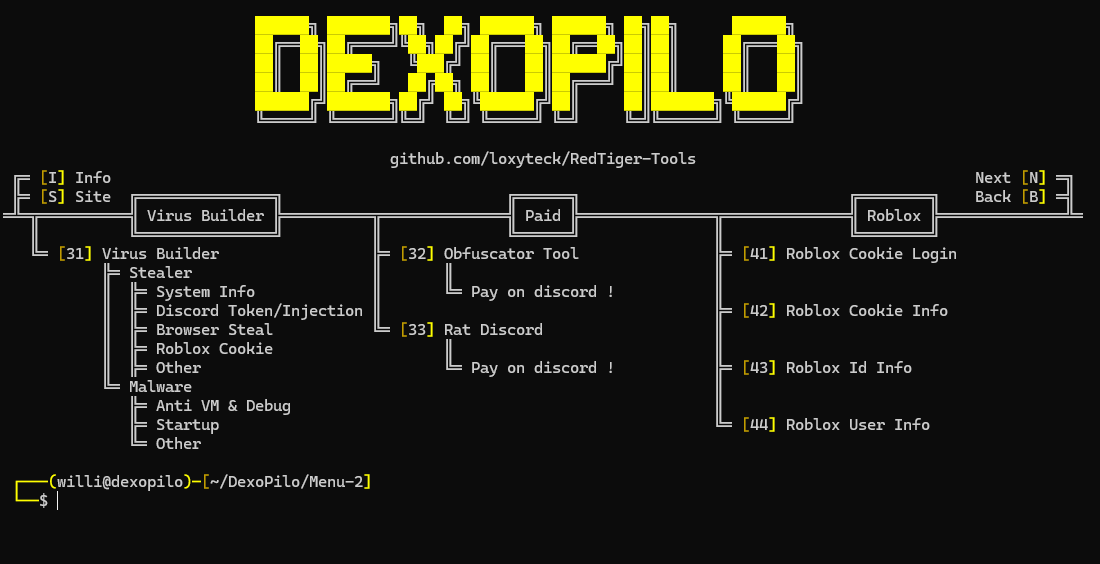 DEXOPILO
github.com/loxyteck/RedTiger-Tools
[I] Info
[S] Site
Next [N]
Back [B]
Virus Builder
Paid
Roblox
[31] Virus Builder
Stealer
System Info
Discord Token/Injection
Browser Steal
Roblox Cookie
Other
Malware
Anti VM & Debug
Startup
Other
[32] Obfuscator Tool
Pay on discord !
[33] Rat Discord
Pay on discord !
[41] Roblox Cookie Login
[42] Roblox Cookie Info
[43] Roblox Id Info
[44] Roblox User Info
(willi@dexopilo)-[~/DexoPilo/Menu-2]
$